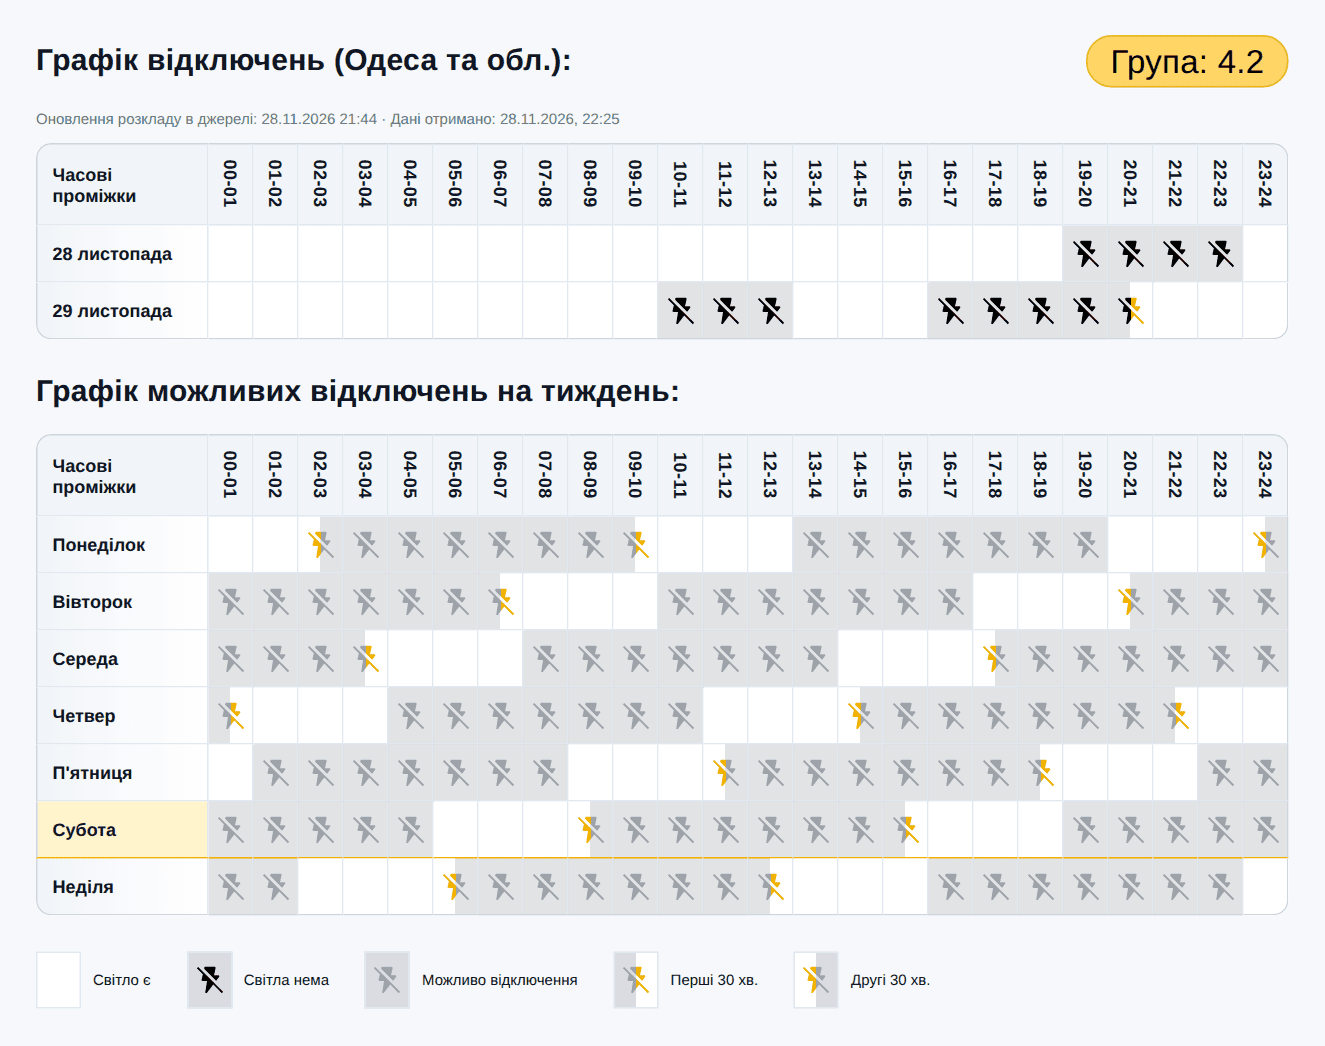 Графік відключень (Одеса та обл.):
Група: 4.2
Оновлення розкладу в джерелі: 28.11.2026 21:44 · Дані отримано: 28.11.2026, 22:25
Часові проміжки 00-01 01-02 02-03 03-04 04-05 05-06 06-07 07-08 08-09 09-10 10-11 11-12 12-13 13-14 14-15 15-16 16-17 17-18 18-19 19-20 20-21 21-22 22-23 23-24
28 листопада
29 листопада
Графік можливих відключень на тиждень:
Часові проміжки 00-01 01-02 02-03 03-04 04-05 05-06 06-07 07-08 08-09 09-10 10-11 11-12 12-13 13-14 14-15 15-16 16-17 17-18 18-19 19-20 20-21 21-22 22-23 23-24
Понеділок
Вівторок
Середа
Четвер
П'ятниця
Субота
Неділя
Світло є Світла нема Можливо відключення Перші 30 хв. Другі 30 хв.